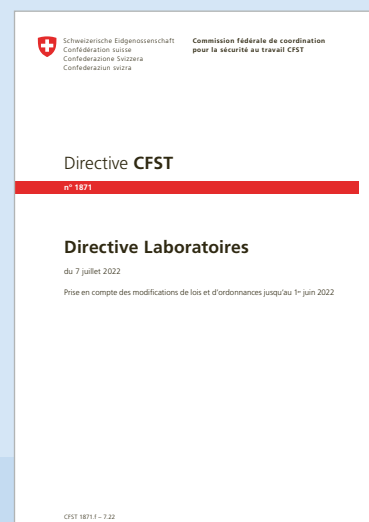 Schweizerische Eidgenossenschaft
Confédération suisse
Confederazione Svizzera
Confederaziun svizra
Commission fédérale de coordination
pour la sécurité au travail CFST
Directive CFST
n° 1871
Directive Laboratoires
du 7 juillet 2022
Prise en compte des modifications de lois et d'ordonnances jusqu'au 1er juin 2022
CFST 1871.f – 7.22